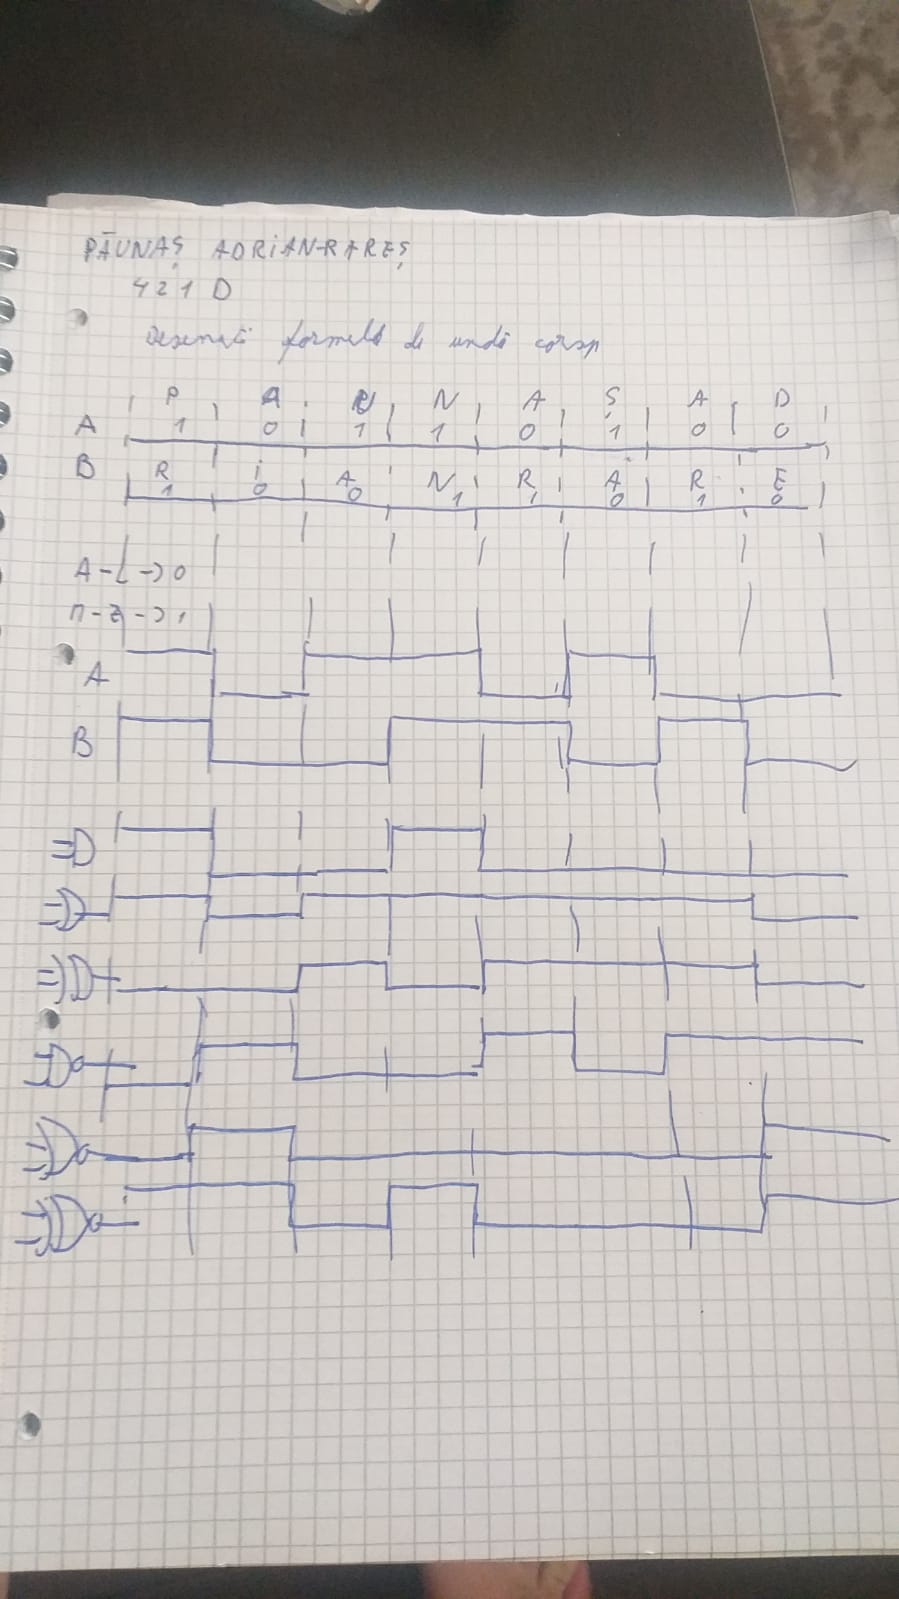 PĂUNAȘ ADRIAN-RAREȘ
421 D
Desenați formele de undă corsp
P A U N A Ș A D
A 1 0 1 1 0 1 0 0
B R i A N R A R E
1 0 0 1 1 0 1 0
A-L->0
M-Z->1
A
B